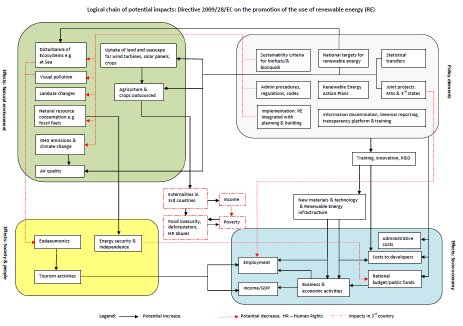 Logical chain of potential impacts: Directive 2009/28/EC on the promotion of the use of renewable energy (RE)
Disturbance of
Ecosystems e.g.
at Sea
Uptake of land and seascape
for wind turbines, solar panels,
crops
Visual pollution
Landuse changes
Agriculture &
crops outsourced
Natural resource
consumption e.g.
fossil fuels
GHG emissions &
climate change
Air quality
Effects: Natural environment
Sustainability criteria
for biofuels/
bioliquids
National targets for
renewable energy
Statistical
transfers
Admin procedures,
regulation, codes
Renewable Energy
Action Plans
Joint projects:
MSs & 3rd states
Implementation: RE
integrated with
planning & building
Information dissemination, biennial reporting,
transparency platform & training
Policy elements
Training, innovation, R&D
New materials & technology
& Renewable Energy
infrastructure
Externalities in
3rd countries
Income
Food insecurity,
deforestation,
HR abuses
Poverty
Effects: Society
& people
Energy security &
independence
Tourism activities
Employment
Income/GDP
Business &
economic activities
Administrative
costs
Costs to developers
National
budget/public funds
Effects: Socioeconomy
Legend:
Potential increase
Potential decrease; HR – Human Rights
Impacts in 3rd country